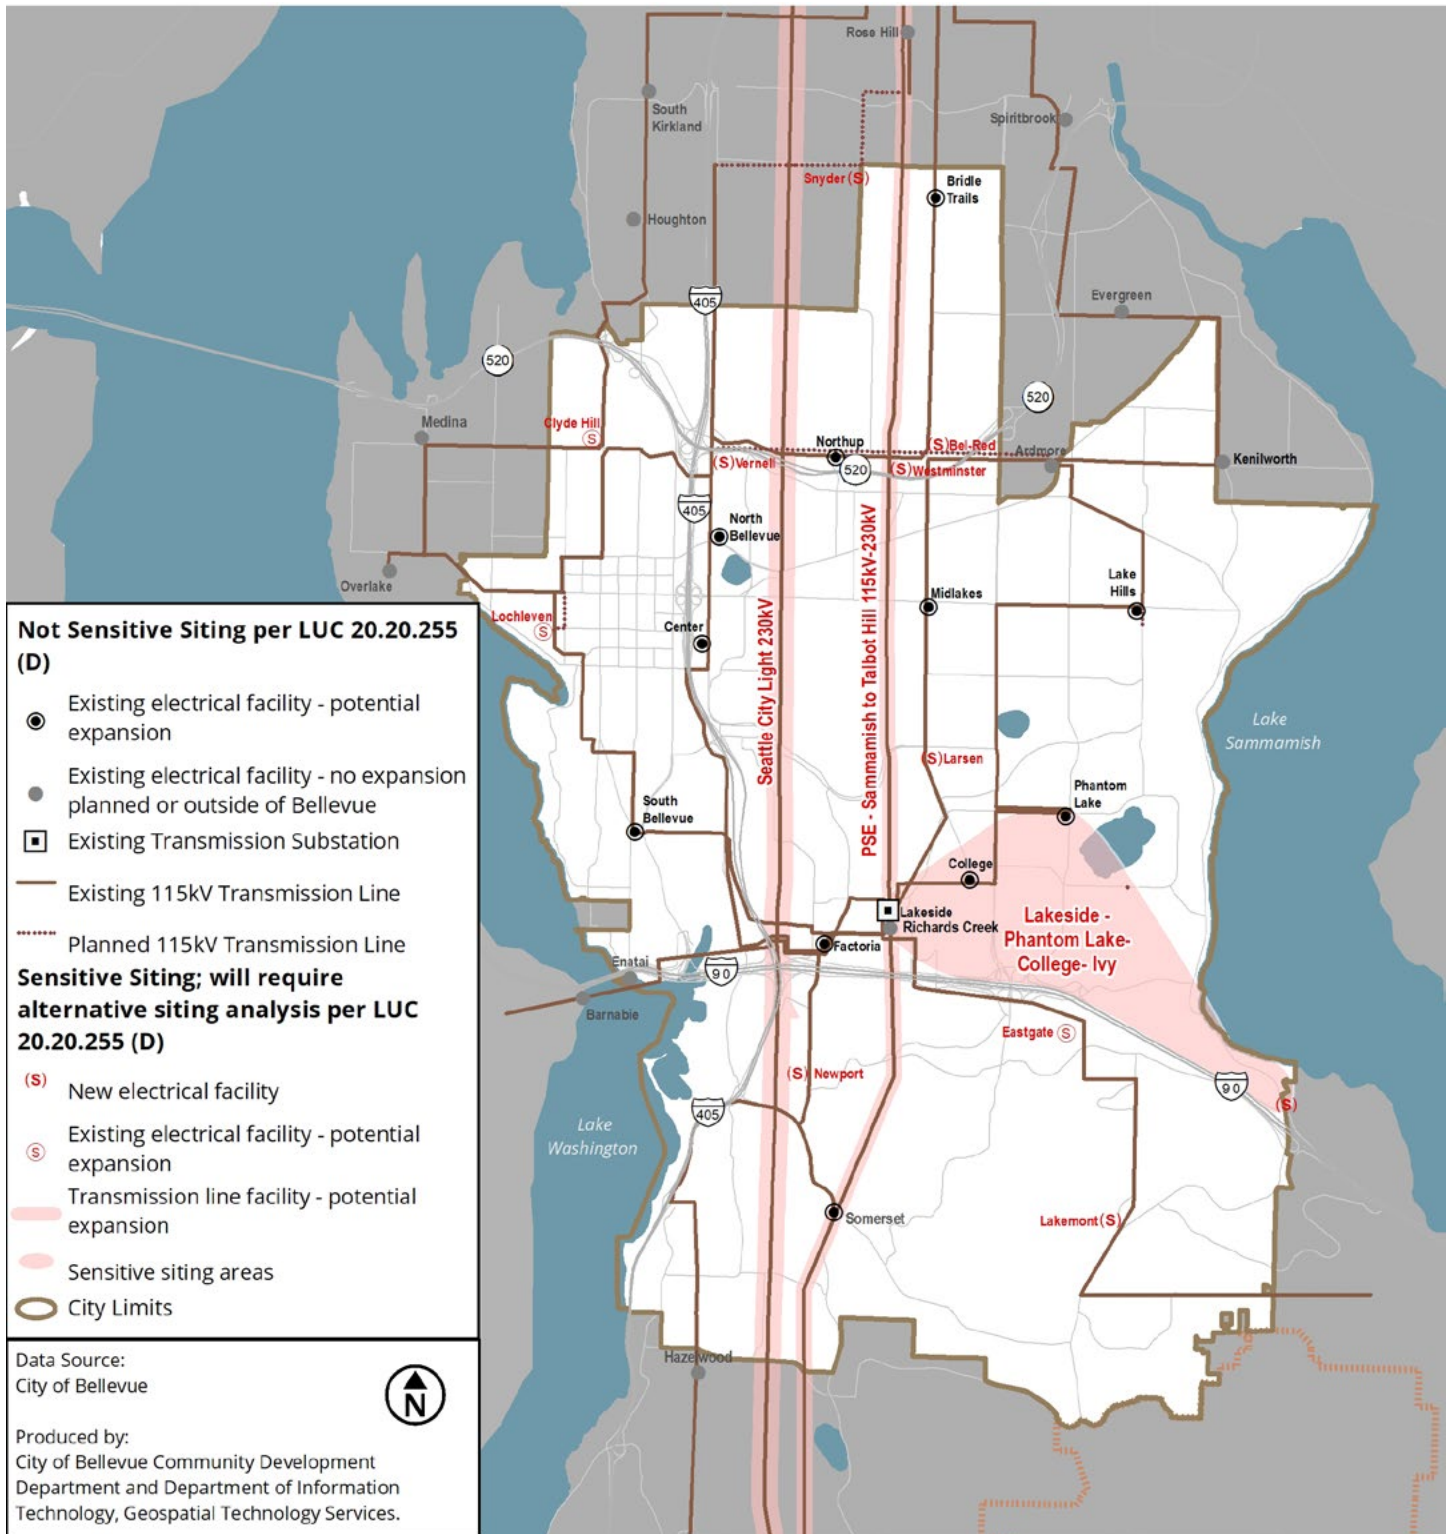 Rose Hill
South
Kirkland
Spiritbrook
Snyder (S)
Bridle
Trails
Houghton
405
Evergreen
520
520
Medina
Clyde Hill
S
Northup
(S)Bel-Red
Ardmore
(S)Vernell
520
(S)Westminster
Kenilworth
405
North
Bellevue
Overlake
Lake
Hills
Midlakes
Lochleven
S
Center
Seattle City Light 230kV
PSE - Sammamish to Talbot Hill 115kV-230kV
Lake
Sammamish
(S)Larsen
Phantom
Lake
South
Bellevue
College
Lakeside
Richards Creek
Lakeside -
Phantom Lake-
College- Ivy
Factoria
Enatai
90
Barnabie
Eastgate S
(S) Newport
90
(S)
405
Lake
Washington
Somerset
Lakemont(S)
Hazelwood
Not Sensitive Siting per LUC 20.20.255
(D)
Existing electrical facility - potential
expansion
Existing electrical facility - no expansion
planned or outside of Bellevue
Existing Transmission Substation
Existing 115kV Transmission Line
Planned 115kV Transmission Line
Sensitive Siting; will require
alternative siting analysis per LUC
20.20.255 (D)
(S) New electrical facility
S Existing electrical facility - potential
expansion
Transmission line facility - potential
expansion
Sensitive siting areas
City Limits
Data Source:
City of Bellevue
N
Produced by:
City of Bellevue Community Development
Department and Department of Information
Technology, Geospatial Technology Services.